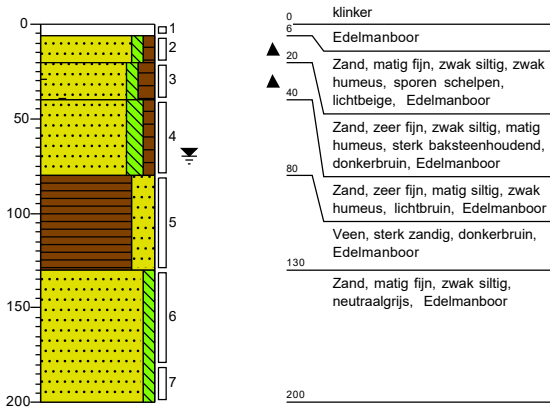 0
50
100
150
200
1
2
3
4
5
6
7
0
klinker
6
Edelmanboor
20
Zand, matig fijn, zwak siltig, zwak
humeus, sporen schelpen,
lichtbeige, Edelmanboor
40
Zand, zeer fijn, zwak siltig, matig
humeus, sterk baksteenhoudend,
donkerbruin, Edelmanboor
80
Zand, zeer fijn, matig siltig, zwak
humeus, lichtbruin, Edelmanboor
Veen, sterk zandig, donkerbruin,
Edelmanboor
130
Zand, matig fijn, zwak siltig,
neutraalgrijs, Edelmanboor
200